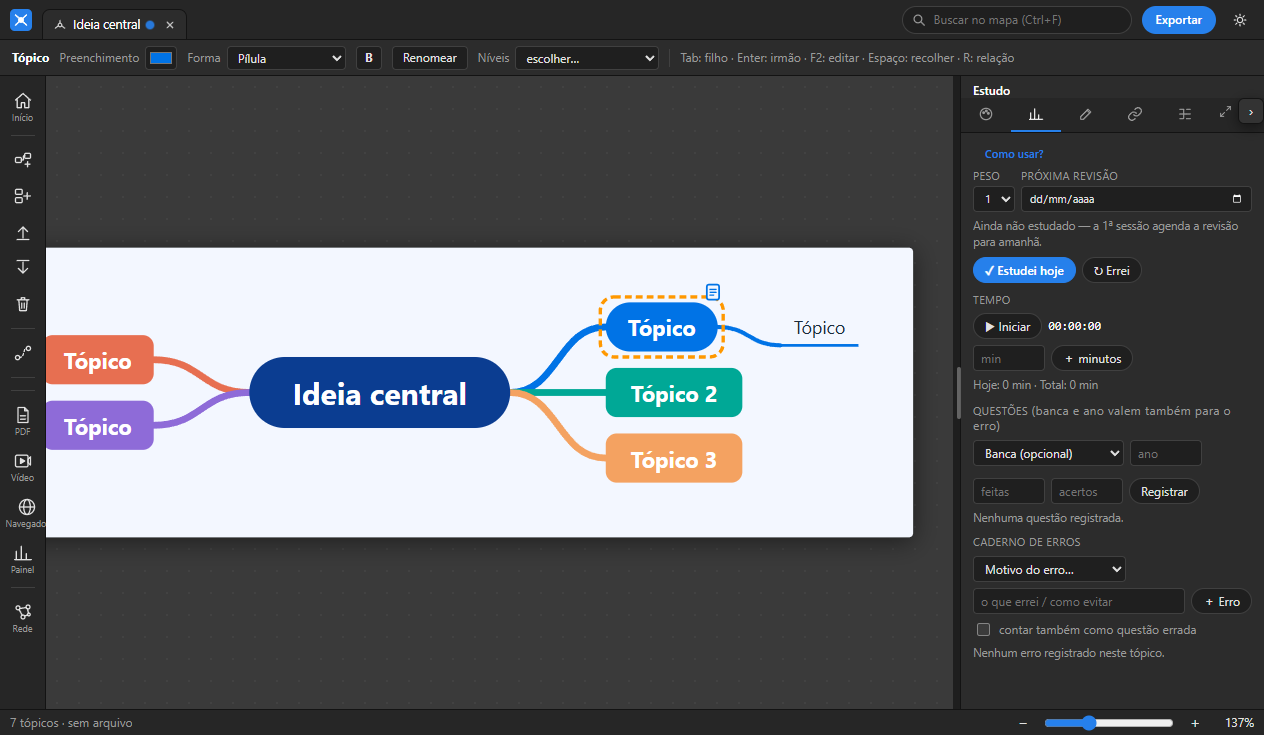 Ideia central
Buscar no mapa (Ctrl+F)
Exportar
Tópico
Preenchimento
Forma
Pílula
B
Renomear
Níveis
escolher...
Tab: filho · Enter: irmão · F2: editar · Espaço: recolher · R: relação
Início
PDF
Vídeo
Navegado
Painel
Rede
Tópico
Tópico
Ideia central
Tópico
Tópico
Tópico 2
Tópico 3
Estudo
Como usar?
PESO
PRÓXIMA REVISÃO
1
dd/mm/aaaa
Ainda não estudado — a 1ª sessão agenda a revisão
para amanhã.
✓ Estudei hoje
↻ Errei
TEMPO
▶ Iniciar
00:00:00
min
+ minutos
Hoje: 0 min · Total: 0 min
QUESTÕES (banca e ano valem também para o
erro)
Banca (opcional)
ano
feitas
acertos
Registrar
Nenhuma questão registrada.
CADERNO DE ERROS
Motivo do erro...
o que errei / como evitar
+ Erro
contar também como questão errada
Nenhum erro registrado neste tópico.
7 tópicos · sem arquivo
137%